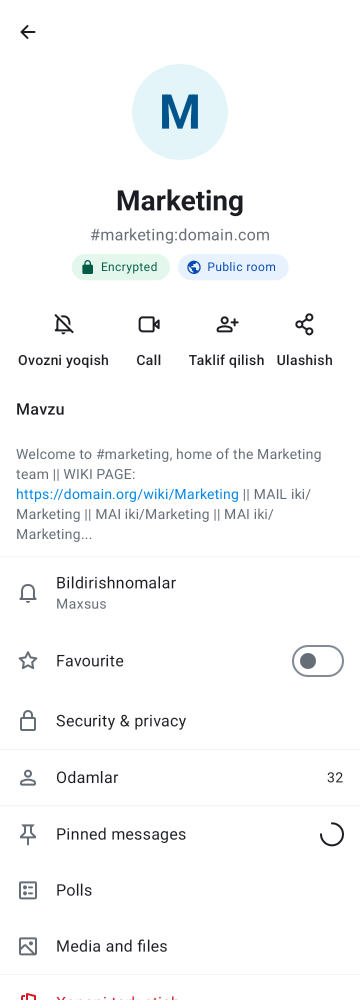 M
Marketing
#marketing:domain.com
Encrypted
Public room
Ovozni yoqish
Call
Taklif qilish
Ulashish
Mavzu
Welcome to #marketing, home of the Marketing
team || WIKI PAGE:
https://domain.org/wiki/Marketing || MAIL iki/
Marketing || MAI iki/Marketing || MAI iki/
Marketing...
Bildirishnomalar
Maxsus
Favourite
Security & privacy
Odamlar
32
Pinned messages
Polls
Media and files